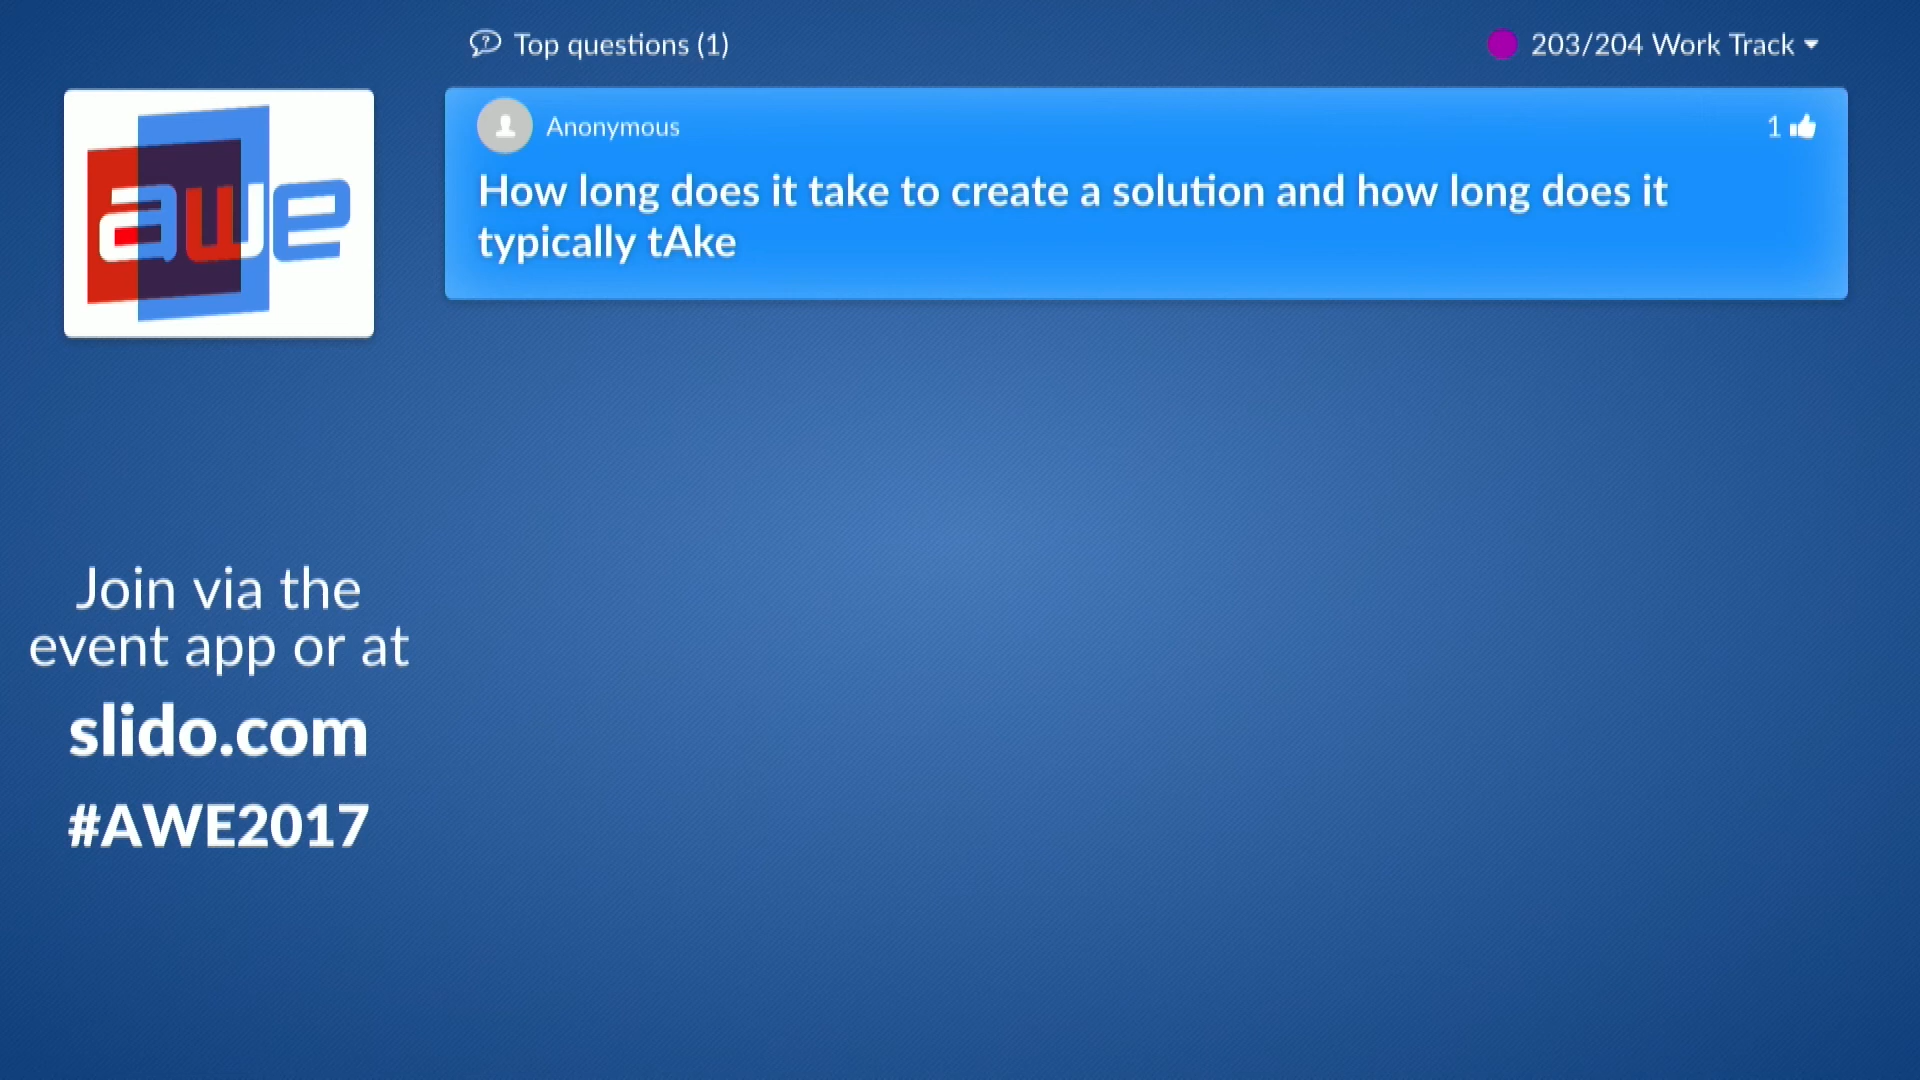 Top questions (1)
203/204 Work Track
awe
Anonymous
1
How long does it take to create a solution and how long does it
typically tAke
Join via the
event app or at
slido.com
#AWE2017